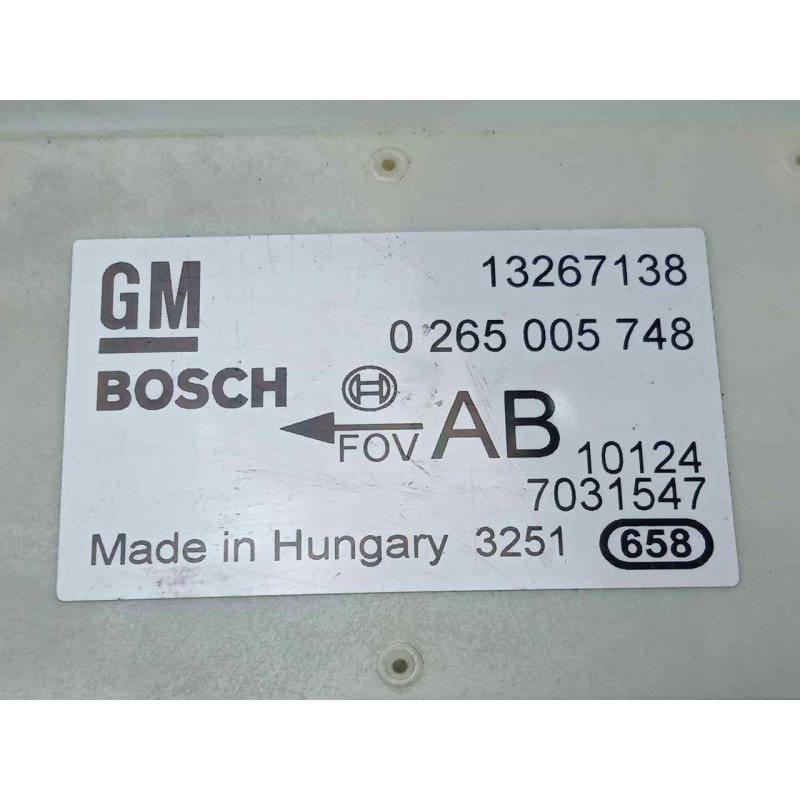 GM 13267138
0 265 005 748
BOSCH
FOV AB
10124
7031547
Made in Hungary 3251 658